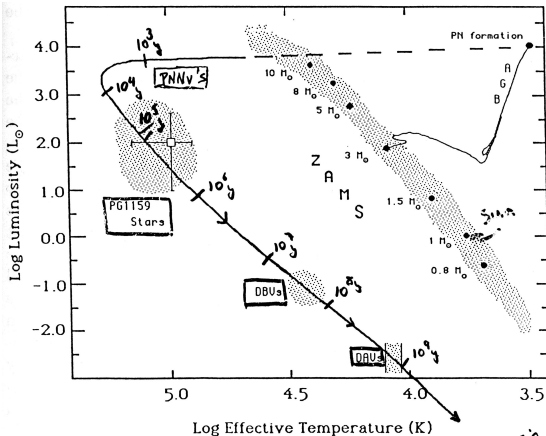 4.0
3.0
2.0
1.0
0.0
-1.0
-2.0
Log Luminosity (L⊙)
10³y
PNNV's
10⁴y
10⁵y
PG1159
Stars
10⁶y
10⁷y
DBVs
10⁸y
DAVs
10⁹y
PN formation
A
G
B
10 M⊙
8 M⊙
5 M⊙
3 M⊙
1.5 M⊙
1 M⊙
0.8 M⊙
Z
A
M
S
5.0 4.5 4.0 3.5
Log Effective Temperature (K)